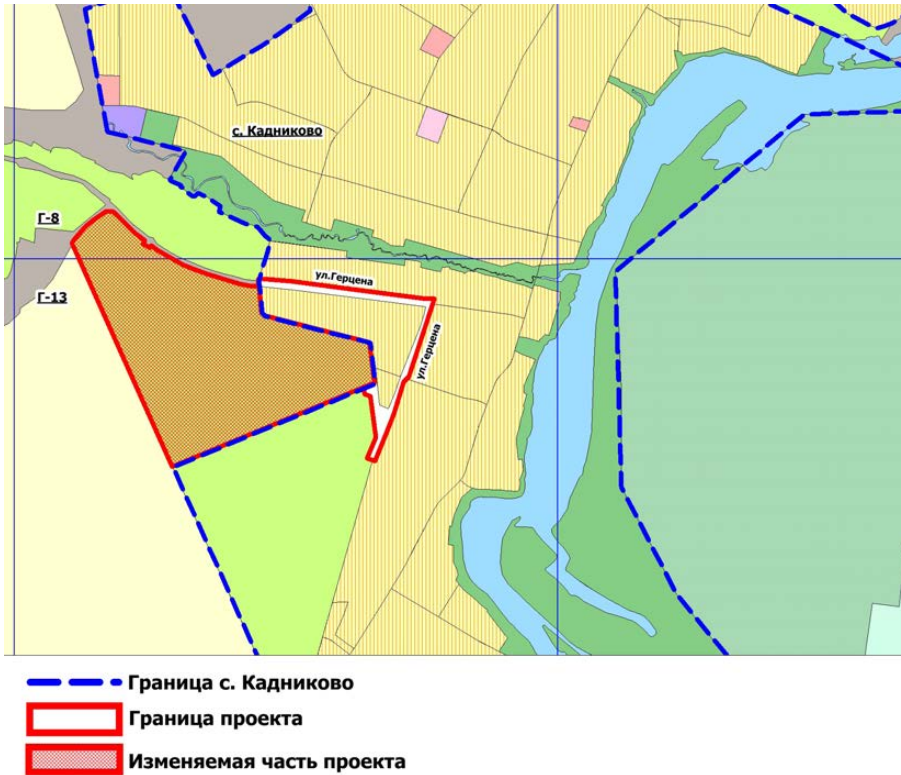 с. Кадниково
Г-8
ул.Герцена
Г-13
ул.Герцена
Граница с. Кадниково
Граница проекта
Изменяемая часть проекта